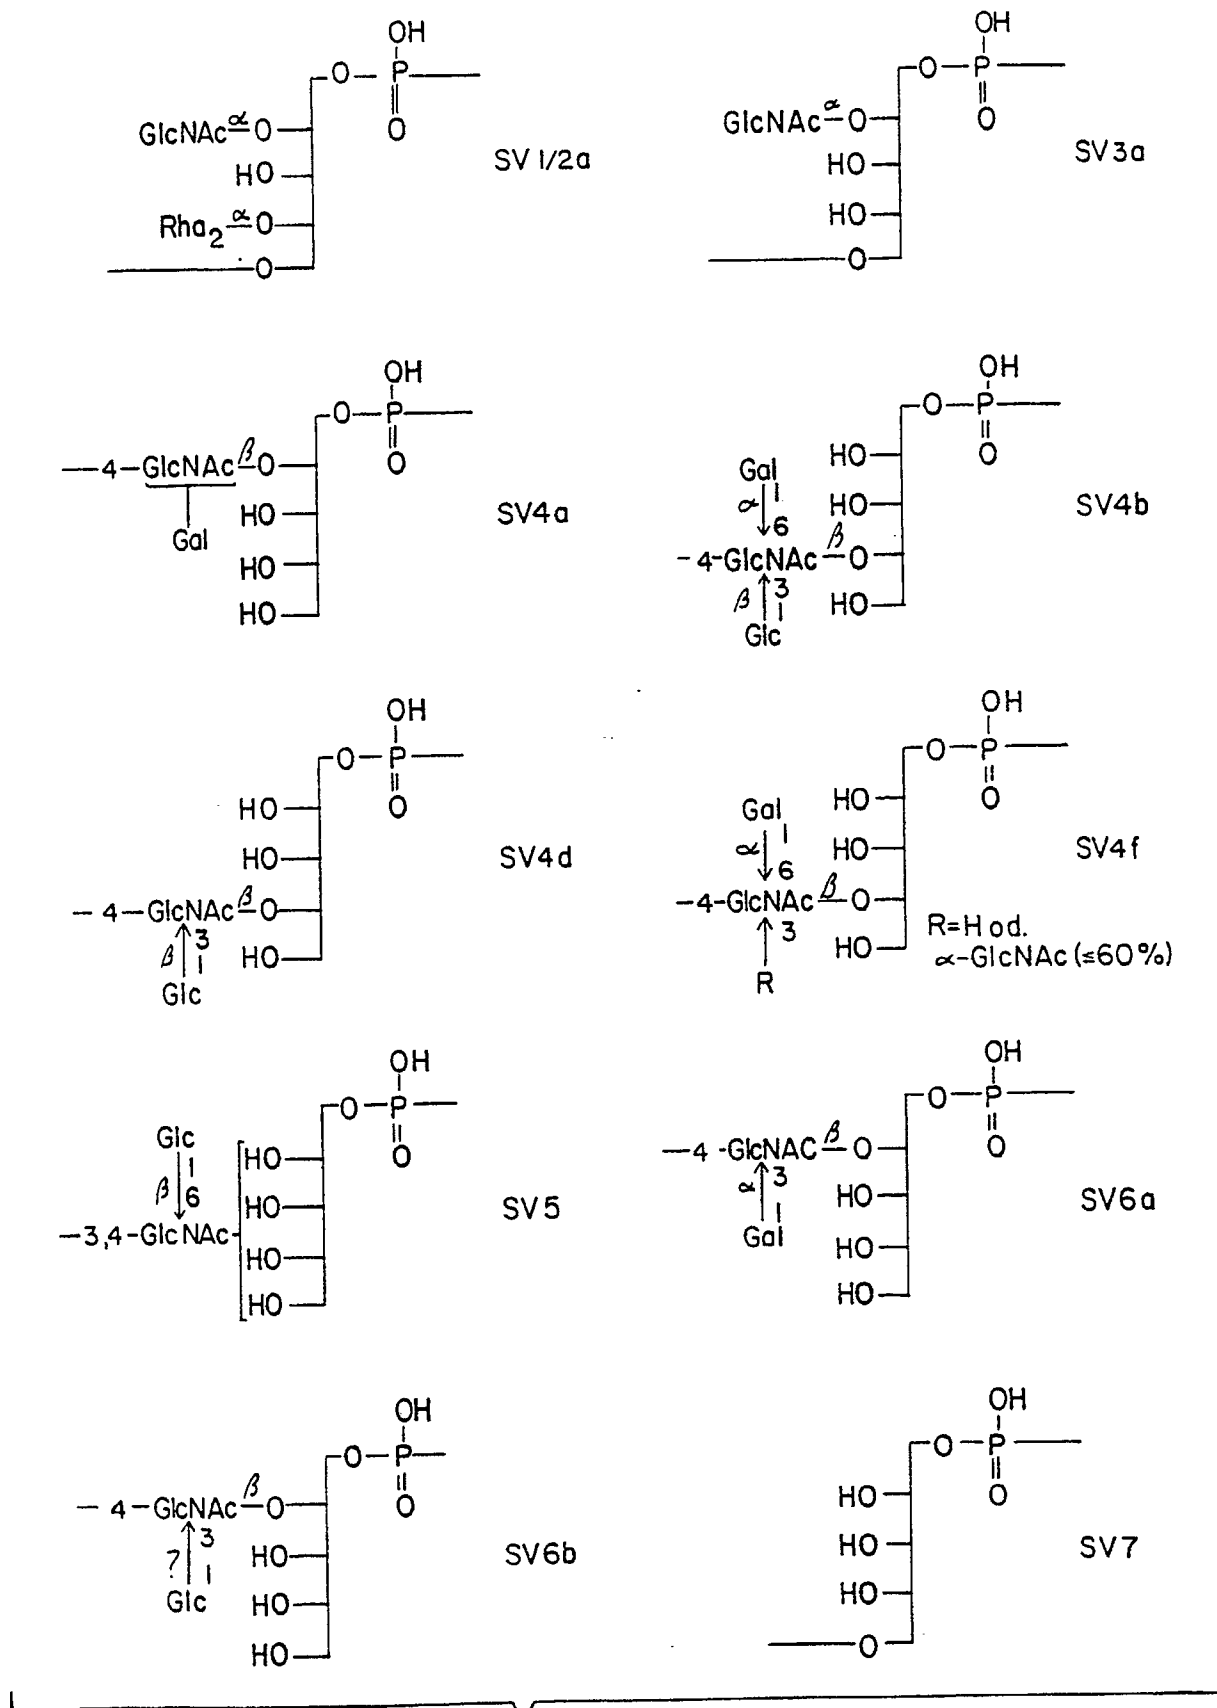 OH
O—P
O
GlcNAc α O
HO
Rha2 α O
O
SV 1/2a
OH
O—P
O
GlcNAc α O
HO
HO
O
SV3a
OH
O—P
O
—4—GlcNAc β O
HO
Gal
HO
HO
SV4a
OH
O—P
O
HO
Gal
1
HO
α
6
-4-GlcNAc β O
β
3
1
HO
Glc
SV4b
OH
O—P
O
HO
HO
—4—GlcNAc β O
β
3
1
HO
Glc
SV4d
OH
O—P
O
HO
Gal
1
HO
α
6
-4-GlcNAc β O
3
HO
R
R=H od.
α-GlcNAc (≤60%)
SV4f
OH
O—P
O
Glc
1
HO
β
6
HO
—3,4-GlcNAc-
HO
HO
SV5
OH
O—P
O
—4-GlcNAC β O
α
3
1
HO
Gal
HO
HO
SV6a
OH
O—P
O
—4—GlcNAc β O
3
?
1
HO
Glc
HO
HO
SV6b
OH
O—P
O
HO
HO
HO
O
SV7